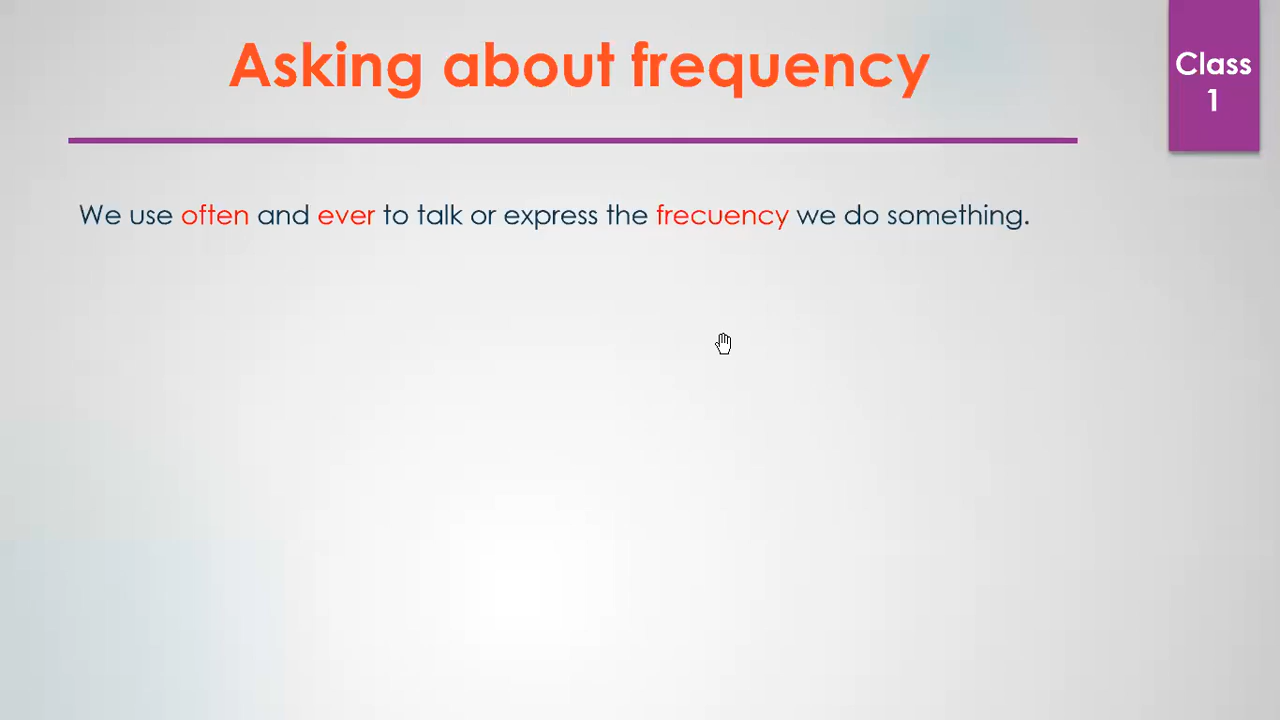 Asking about frequency
Class
1
We use often and ever to talk or express the frecuency we do something.